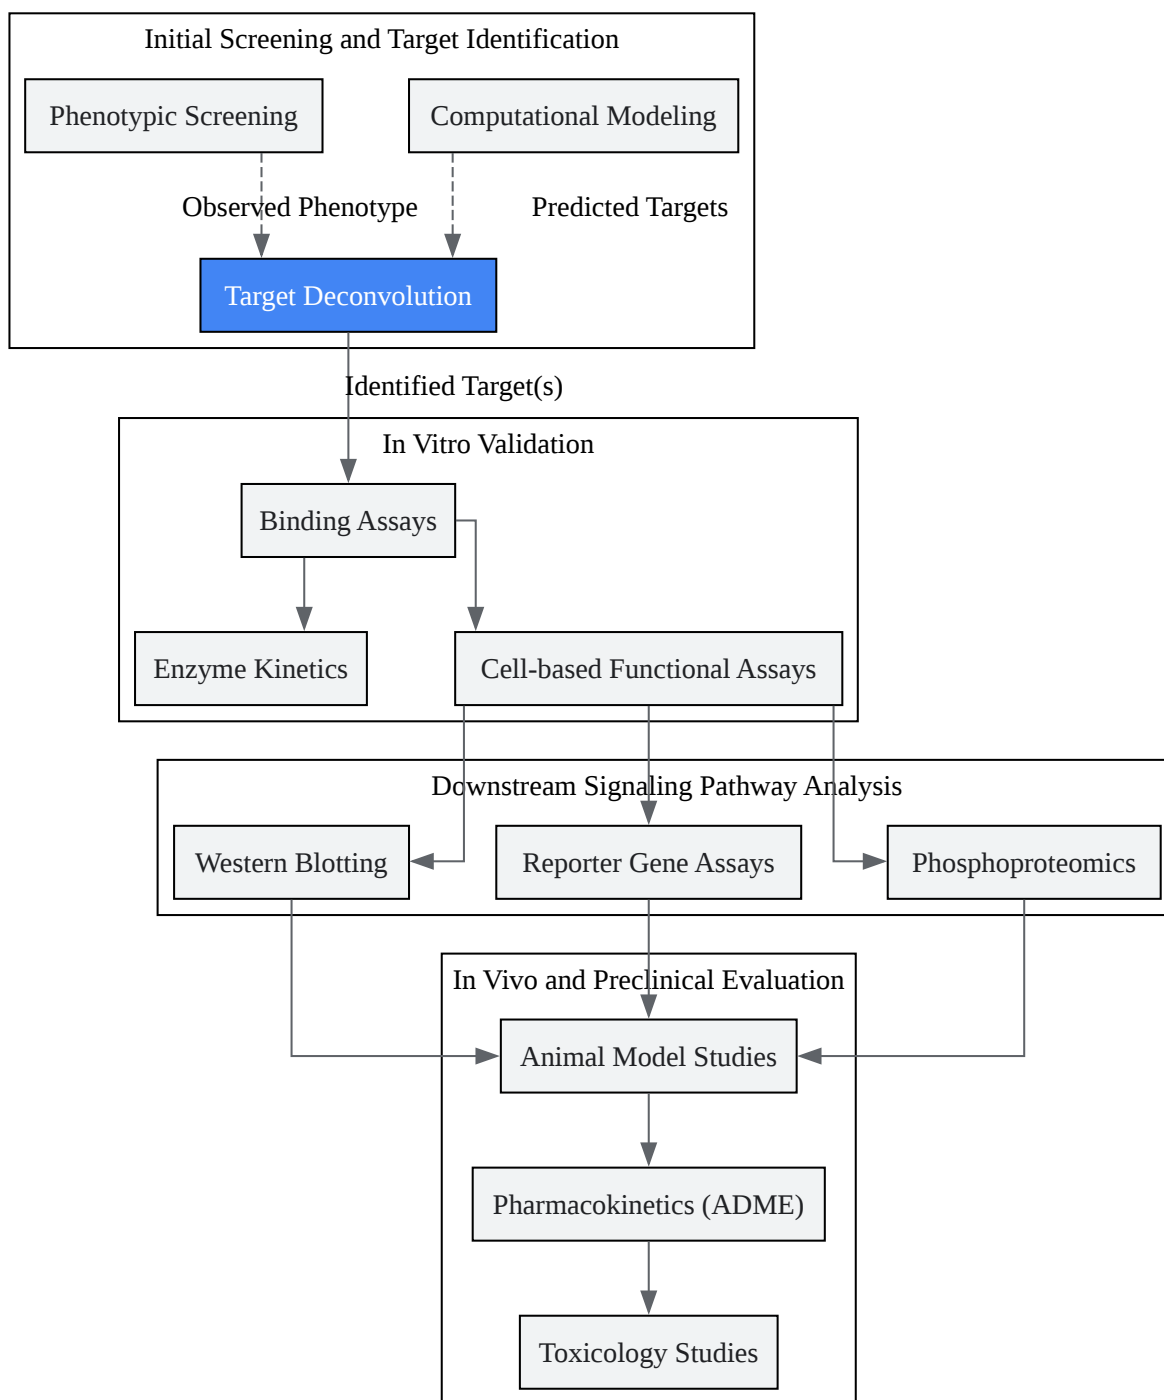 Initial Screening and Target Identification
Phenotypic Screening
Computational Modeling
Observed Phenotype
Predicted Targets
Target Deconvolution
Identified Target(s)
In Vitro Validation
Binding Assays
Enzyme Kinetics
Cell-based Functional Assays
Downstream Signaling Pathway Analysis
Western Blotting
Reporter Gene Assays
Phosphoproteomics
In Vivo and Preclinical Evaluation
Animal Model Studies
Pharmacokinetics (ADME)
Toxicology Studies